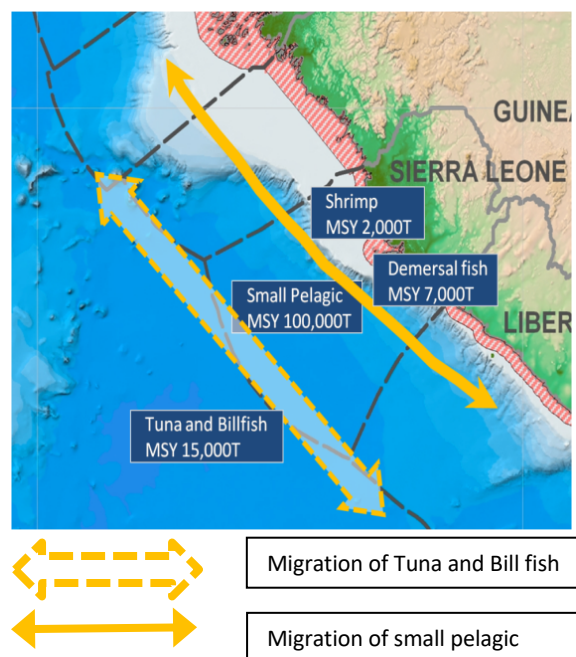 GUINEA
SIERRA LEONE
Shrimp
MSY 2,000T
Demersal fish
MSY 7,000T
Small Pelagic
MSY 100,000T
LIBER
Tuna and Billfish
MSY 15,000T
Migration of Tuna and Bill fish
Migration of small pelagic